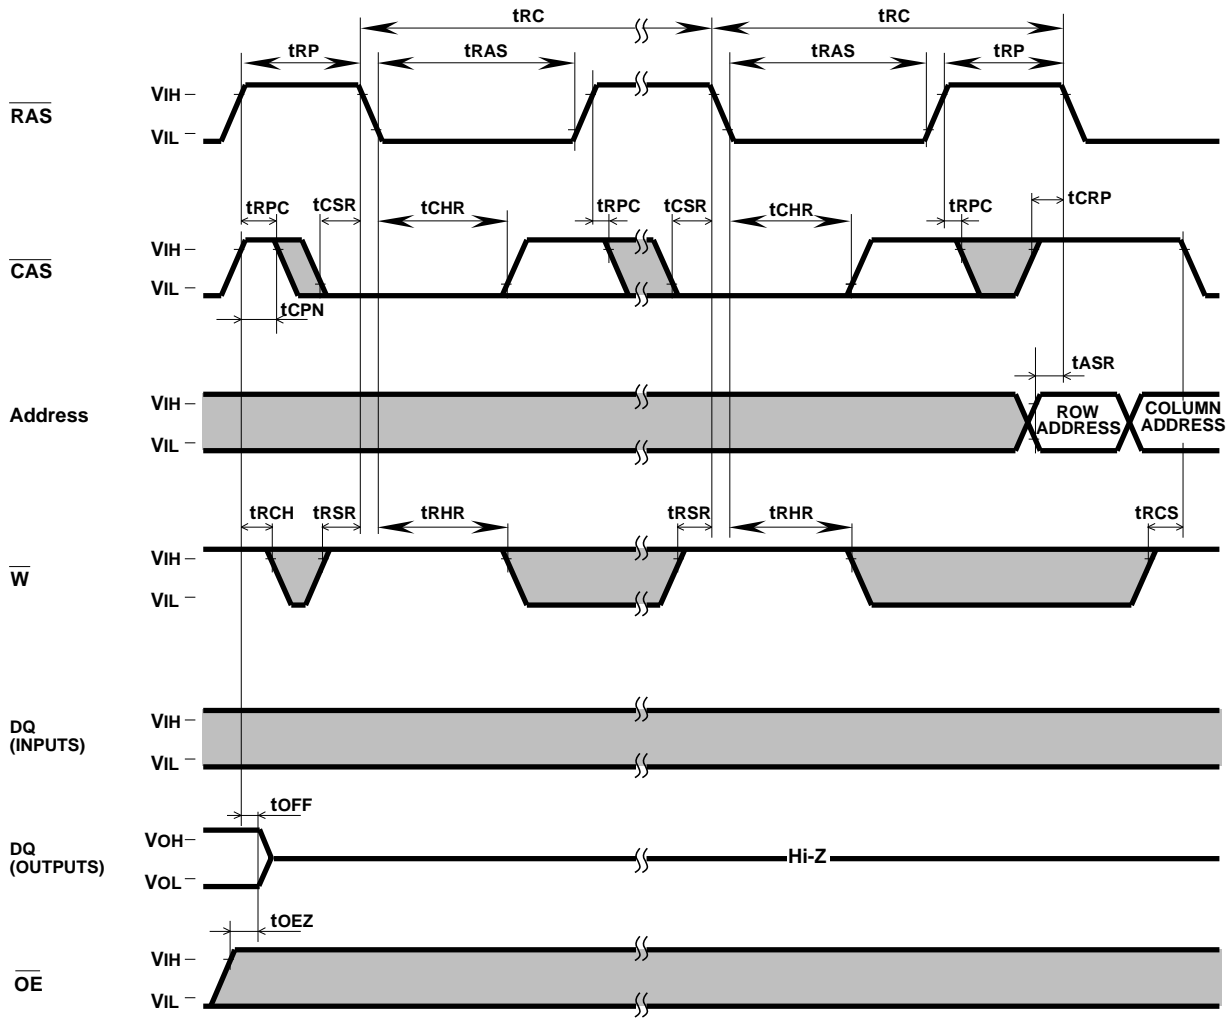 tRC tRC
tRP tRAS tRAS tRP
RAS
VIH
VIL
tRPC tCSR tCHR tRPC tCSR tCHR tRPC tCRP
CAS
VIH
VIL
tCPN
tASR
Address
VIH
VIL
ROW
ADDRESS
COLUMN
ADDRESS
tRCH tRSR tRHR tRSR tRHR tRCS
W
VIH
VIL
DQ
(INPUTS)
VIH
VIL
tOFF
DQ
(OUTPUTS)
VOH
VOL
Hi-Z
tOEZ
OE
VIH
VIL